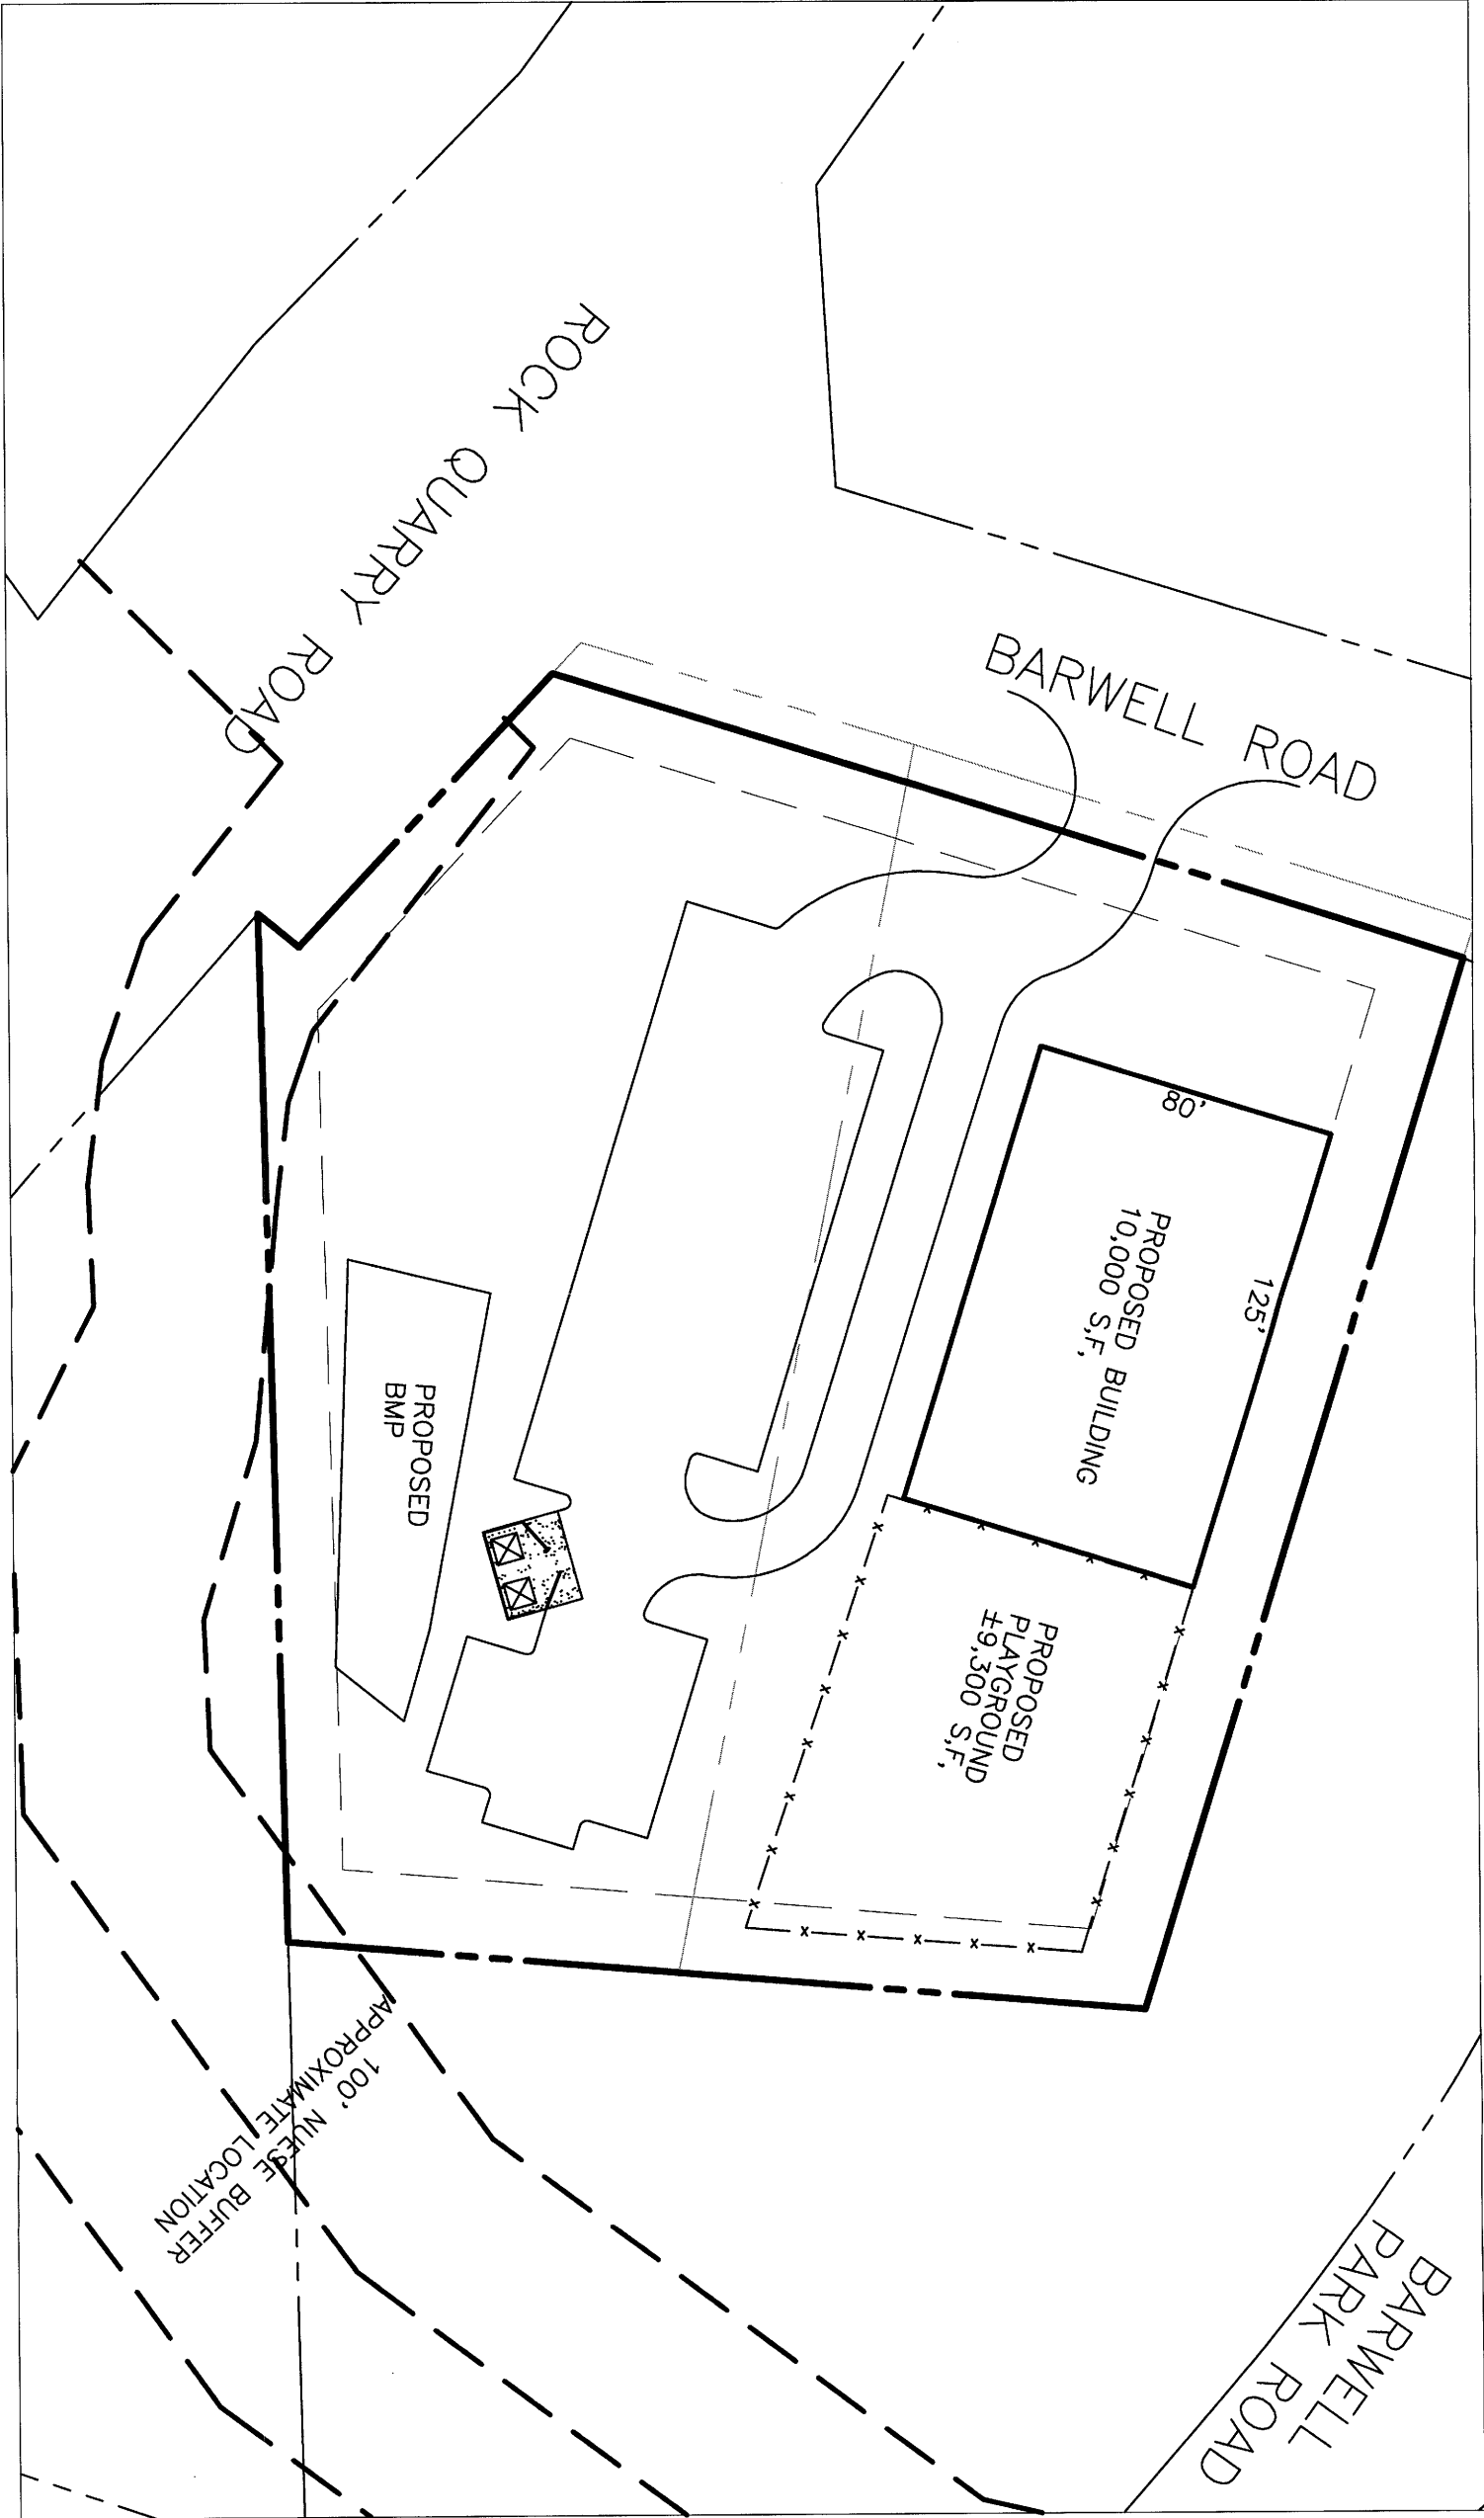 ROCK QUARRY ROAD
BARWELL ROAD
80'
125'
PROPOSED BUILDING
10,000 S.F.
PROPOSED
PLAYGROUND
±9,300 S.F.
PROPOSED
BMP
100' NUESE BUFFER
APPROXIMATE LOCATION
BARWELL
PARK ROAD